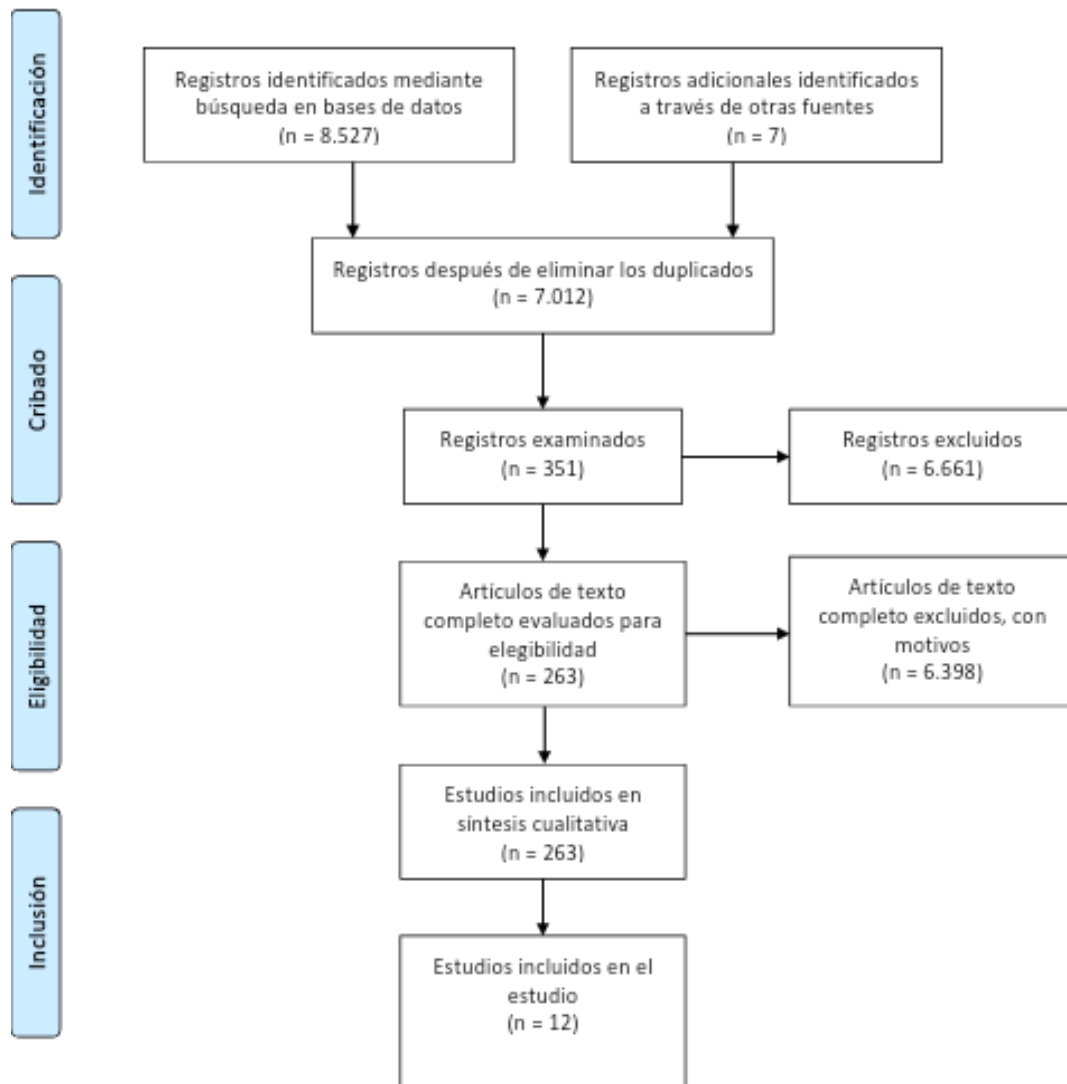 Identificación
Registros identificados mediante
búsqueda en bases de datos
(n = 8.527)
Registros adicionales identificados
a través de otras fuentes
(n = 7)
Registros después de eliminar los duplicados
(n = 7.012)
Cribado
Registros examinados
(n = 351)
Registros excluidos
(n = 6.661)
Eligibilidad
Artículos de texto
completo evaluados para
elegibilidad
(n = 263)
Artículos de texto
completo excluidos, con
motivos
(n = 6.398)
Estudios incluidos en
síntesis cualitativa
(n = 263)
Inclusión
Estudios incluidos en el
estudio
(n = 12)